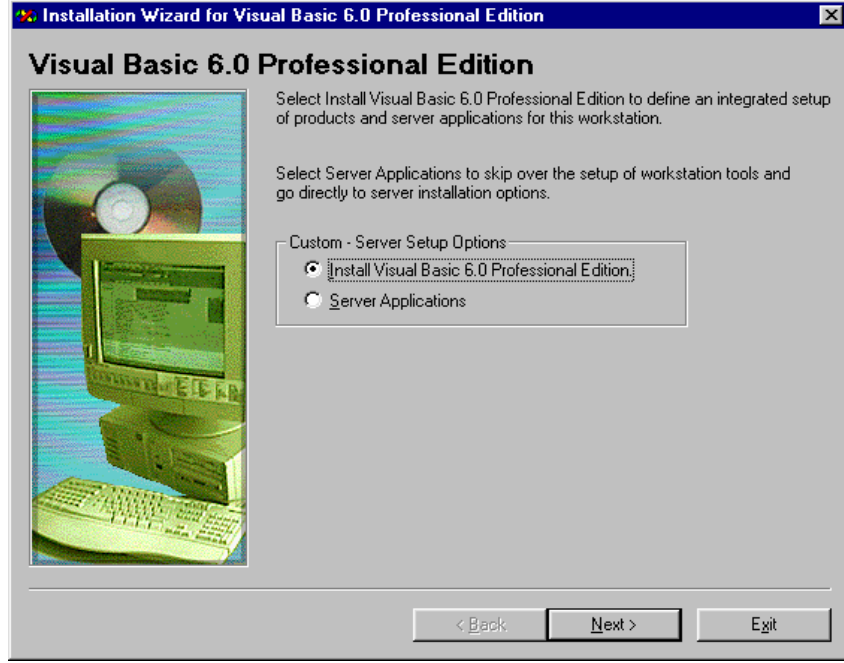 Installation Wizard for Visual Basic 6.0 Professional Edition
Visual Basic 6.0 Professional Edition
Select Install Visual Basic 6.0 Professional Edition to define an integrated setup
of products and server applications for this workstation.
Select Server Applications to skip over the setup of workstation tools and
go directly to server installation options.
Custom - Server Setup Options
Install Visual Basic 6.0 Professional Edition.
Server Applications
< Back
Next >
Exit